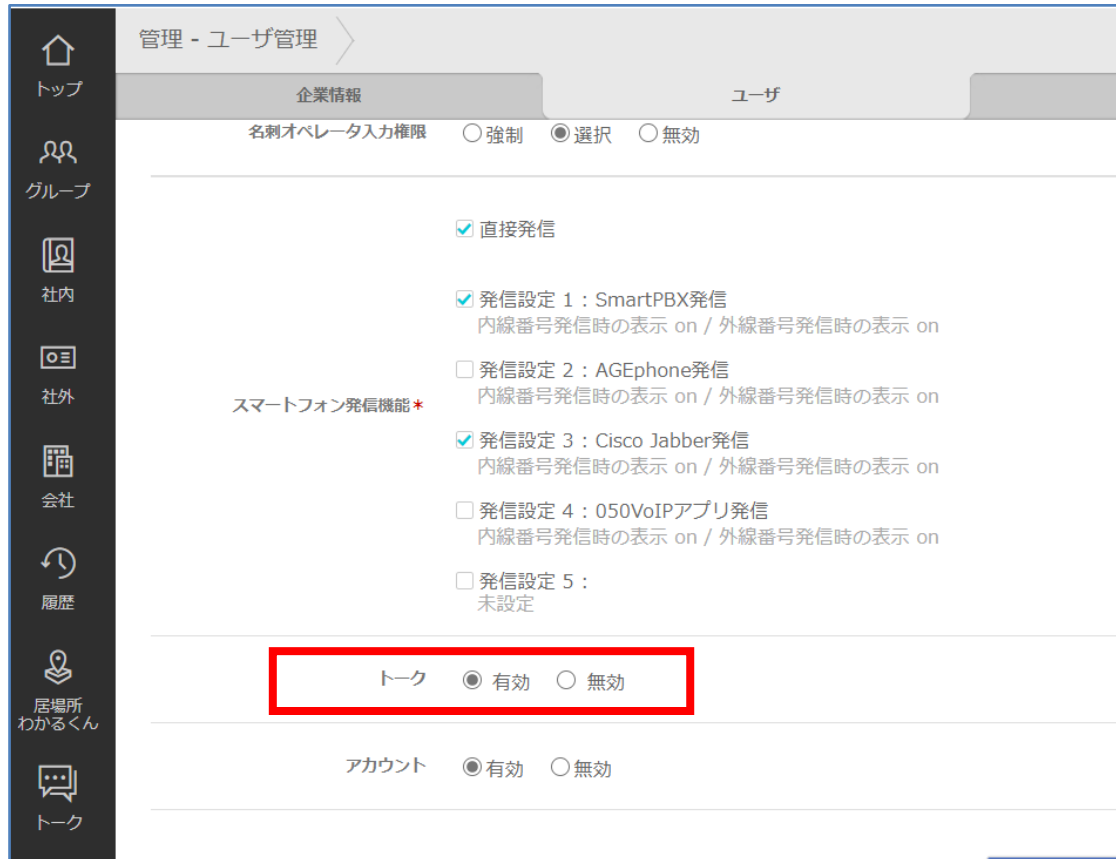 管理 - ユーザ管理
企業情報
ユーザ
トップ
グループ
社内
社外
会社
履歴
居場所
わかるくん
トーク
名刺オペレータ入力権限 強制 選択 無効
スマートフォン発信機能*
直接発信
発信設定 1 : SmartPBX発信
内線番号発信時の表示 on / 外線番号発信時の表示 on
発信設定 2 : AGEphone発信
内線番号発信時の表示 on / 外線番号発信時の表示 on
発信設定 3 : Cisco Jabber発信
内線番号発信時の表示 on / 外線番号発信時の表示 on
発信設定 4 : 050VoIPアプリ発信
内線番号発信時の表示 on / 外線番号発信時の表示 on
発信設定 5 :
未設定
トーク 有効 無効
アカウント 有効 無効